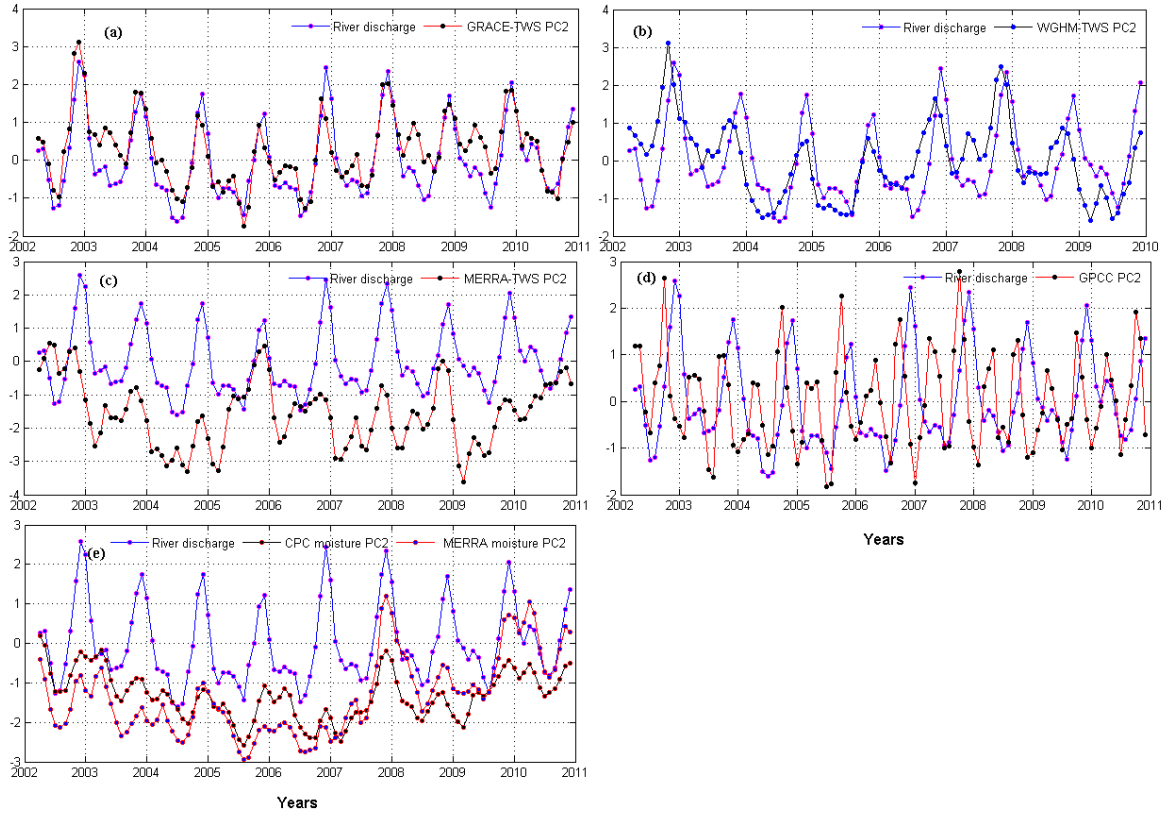 (a) River discharge GRACE-TWS PC2
4
3
2
1
0
-1
-2
2002 2003 2004 2005 2006 2007 2008 2009 2010 2011
(b) River discharge WGHM-TWS PC2
4
3
2
1
0
-1
-2
2002 2003 2004 2005 2006 2007 2008 2009 2010
(c) River discharge MERRA-TWS PC2
3
2
1
0
-1
-2
-3
-4
2002 2003 2004 2005 2006 2007 2008 2009 2010 2011
(d) River discharge GPCC PC2
3
2
1
0
-1
-2
2002 2003 2004 2005 2006 2007 2008 2009 2010 2011
Years
(e) River discharge CPC moisture PC2 MERRA moisture PC2
3
2
1
0
-1
-2
-3
2002 2003 2004 2005 2006 2007 2008 2009 2010 2011
Years